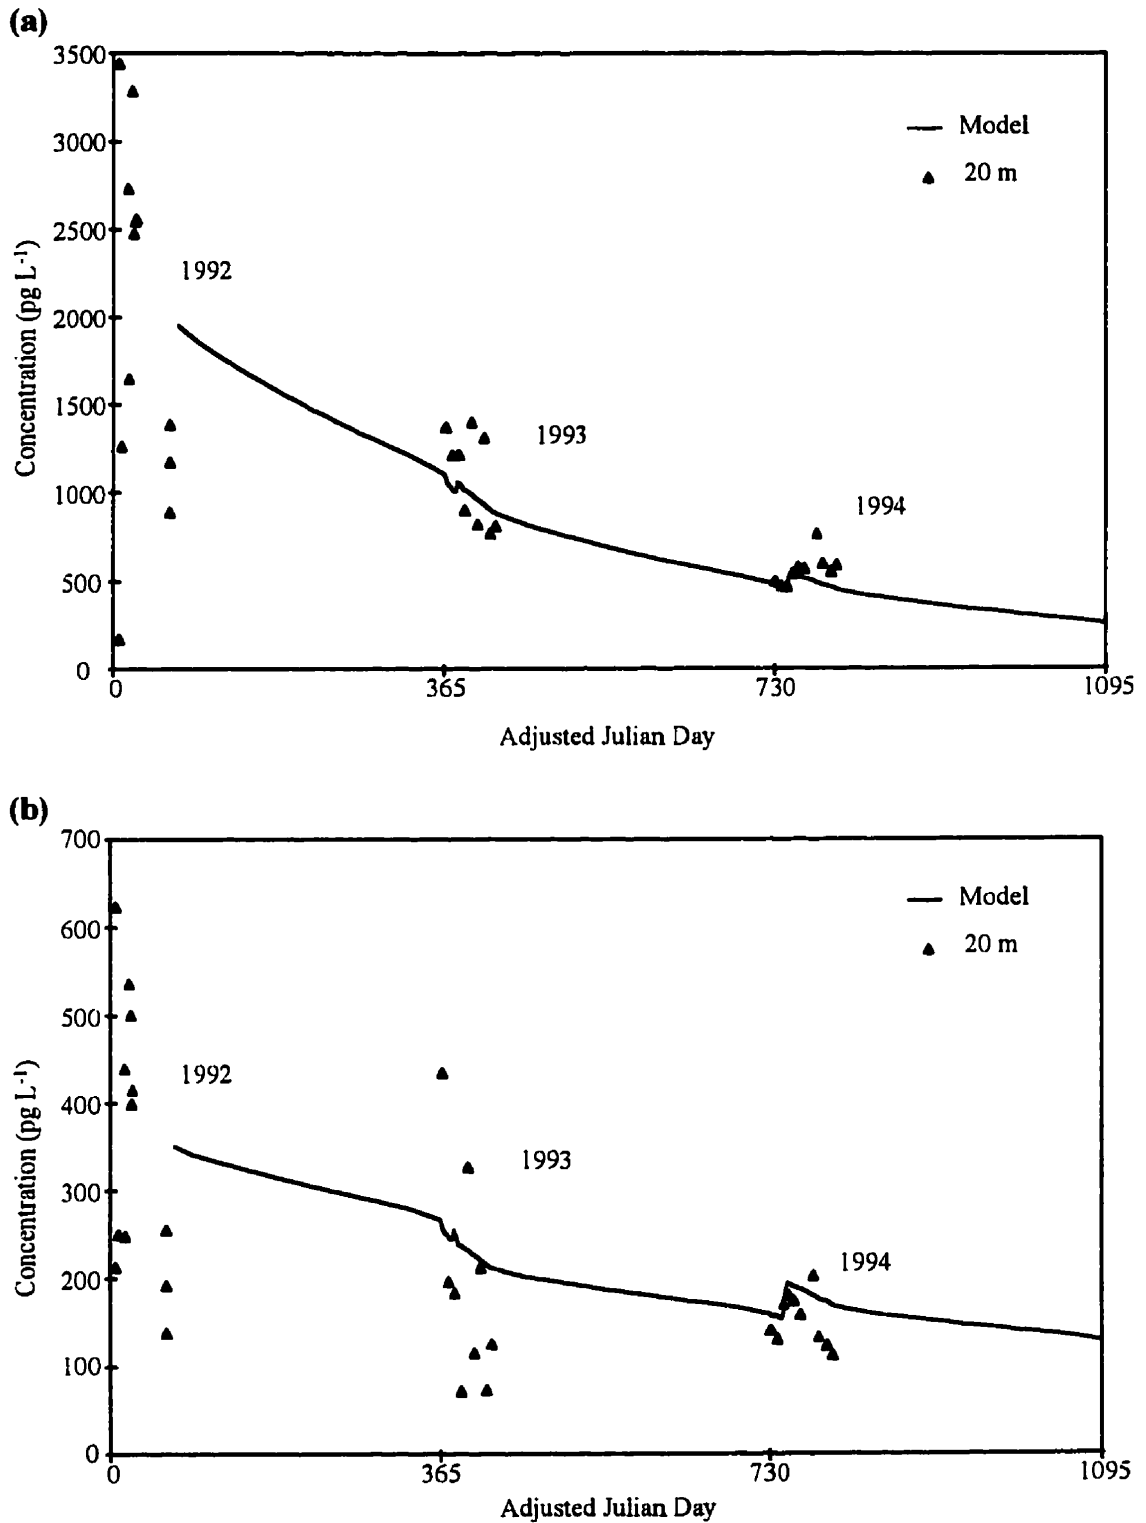 (a)
3500
3000
2500
2000
1500
1000
500
0
Concentration (pg L⁻¹)
Model
20 m
1992
1993
1994
0 365 730 1095
Adjusted Julian Day
(b)
700
600
500
400
300
200
100
0
Concentration (pg L⁻¹)
Model
20 m
1992
1993
1994
0 365 730 1095
Adjusted Julian Day